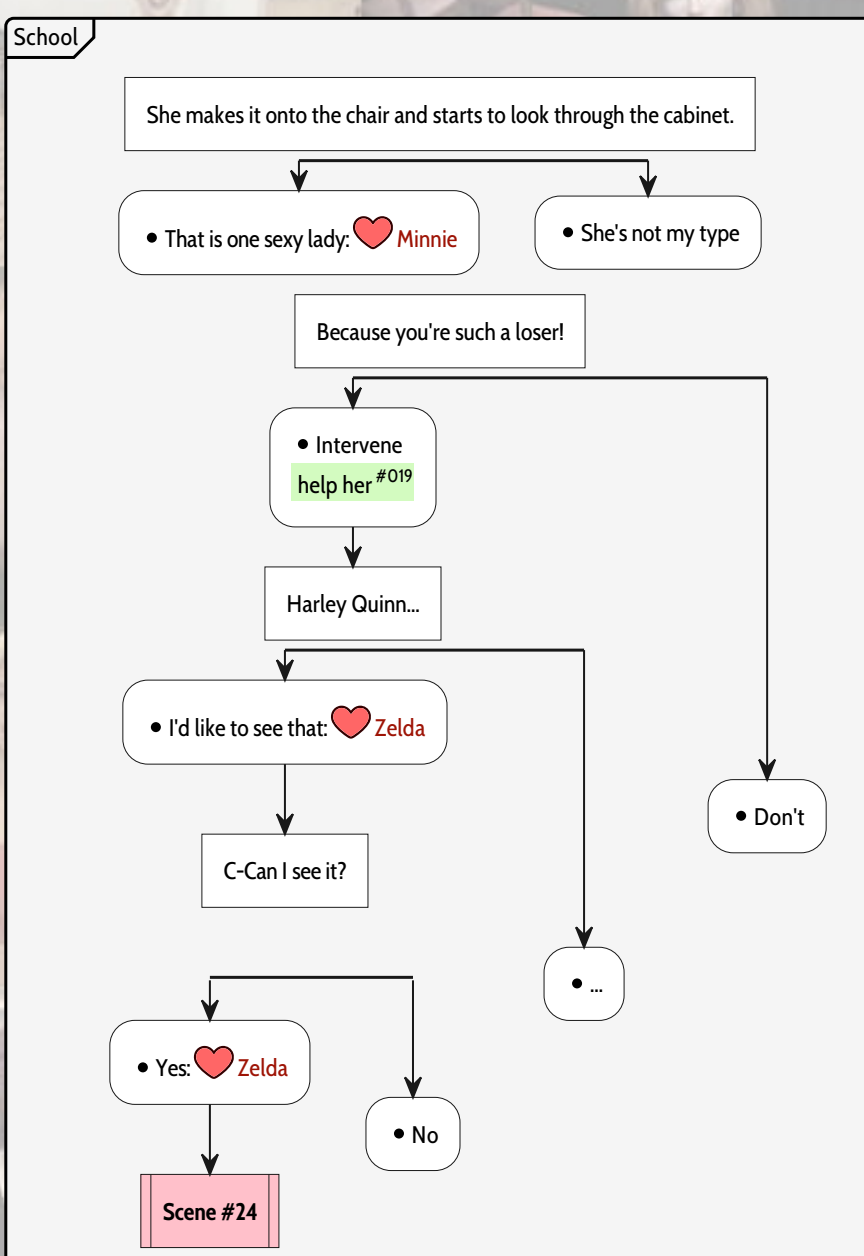 School
She makes it onto the chair and starts to look through the cabinet.
• That is one sexy lady: Minnie
• She's not my type
Because you're such a loser!
• Intervene
help her #019
Harley Quinn...
• I'd like to see that: Zelda
• Don't
C-Can I see it?
• ...
• Yes: Zelda
• No
Scene #24